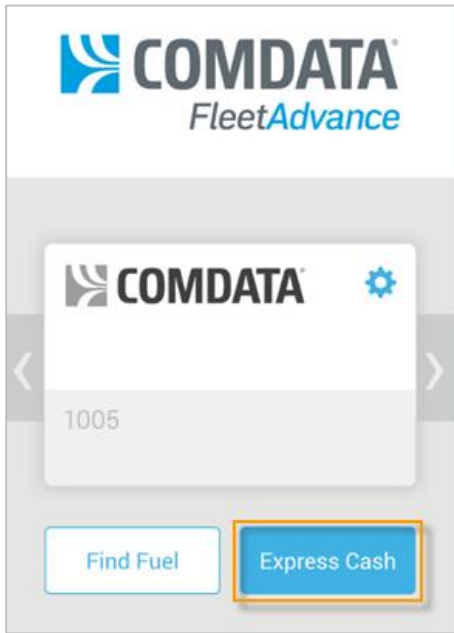 COMDATA
FleetAdvance
COMDATA
1005
Find Fuel
Express Cash